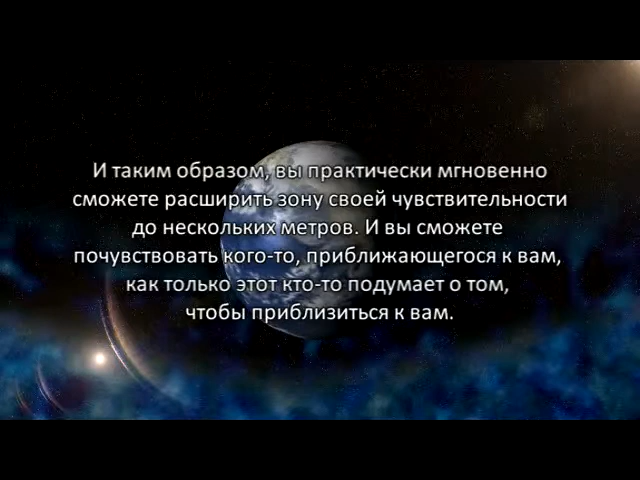 И таким образом, вы практически мгновенно
сможете расширить зону своей чувствительности
до нескольких метров. И вы сможете
почувствовать кого-то, приближающегося к вам,
как только этот кто-то подумает о том,
чтобы приблизиться к вам.